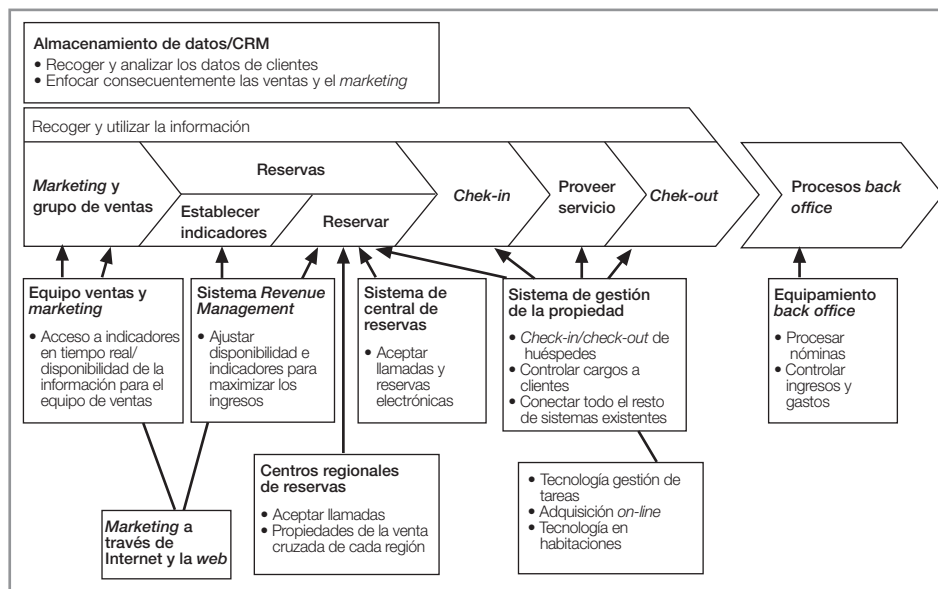 Almacenamiento de datos/CRM
• Recoger y analizar los datos de clientes
• Enfocar consecuentemente las ventas y el marketing
Recoger y utilizar la información
Marketing y
grupo de ventas
Reservas
Establecer
indicadores
Reservar
Chek-in
Proveer
servicio
Chek-out
Procesos back
office
Equipo ventas y
marketing
• Acceso a indicadores
en tiempo real/
disponibilidad de la
información para el
equipo de ventas
Sistema Revenue
Management
• Ajustar
disponibilidad e
indicadores para
maximizar los
ingresos
Sistema de
central de
reservas
• Aceptar
llamadas y
reservas
electrónicas
Sistema de gestión
de la propiedad
• Check-in/check-out de
huéspedes
• Controlar cargos a
clientes
• Conectar todo el resto
de sistemas existentes
Equipamiento
back office
• Procesar
nóminas
• Controlar
ingresos y
gastos
Marketing a
través de
Internet y la web
Centros regionales
de reservas
• Aceptar llamadas
• Propiedades de la venta
cruzada de cada región
• Tecnología gestión de
tareas
• Adquisición on-line
• Tecnología en
habitaciones